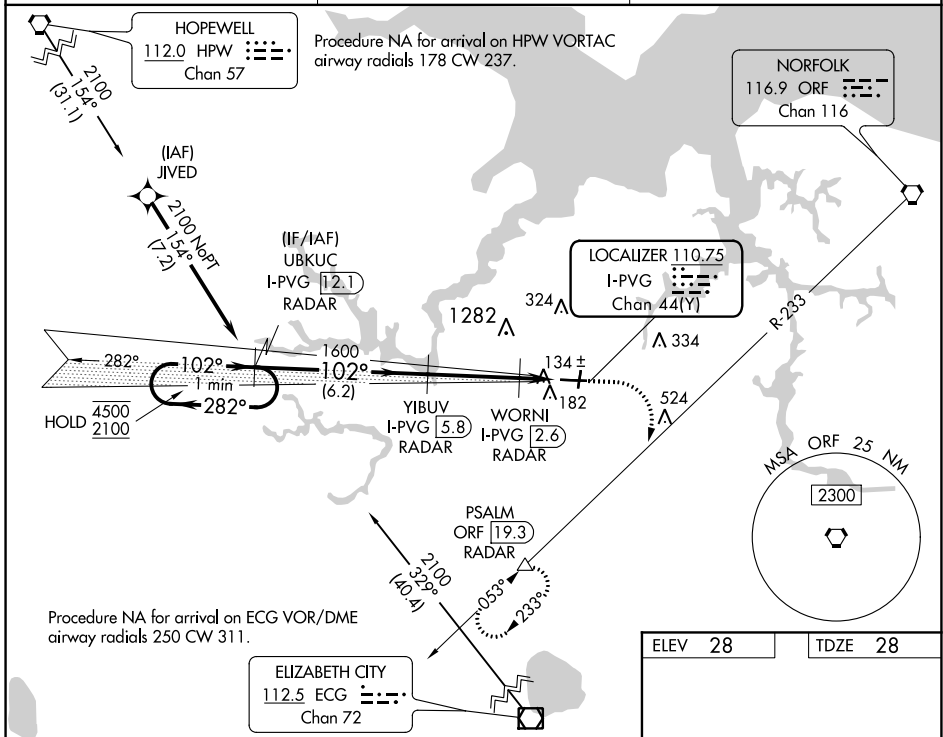 HOPEWELL
112.0 HPW
Chan 57
Procedure NA for arrival on HPW VORTAC
airway radials 178 CW 237.
NORFOLK
116.9 ORF
Chan 116
2100
154°
(31.1)
(IAF)
JIVED
2100 NoPT
154°
(7.2)
(IF/IAF)
UBKUC
I-PVG 12.1
RADAR
LOCALIZER 110.75
I-PVG
Chan 44(Y)
R-233
1282
324
334
282°
102°
1 min
282°
1600
102°
(6.2)
134 ±
182
524
HOLD 4500
2100
YIBUV
I-PVG 5.8
RADAR
WORNI
I-PVG 2.6
RADAR
MSA ORF 25 NM
2300
PSALM
ORF 19.3
RADAR
053°
233°
2100
329°
(40.4)
Procedure NA for arrival on ECG VOR/DME
airway radials 250 CW 311.
ELIZABETH CITY
112.5 ECG
Chan 72
ELEV 28
TDZE 28